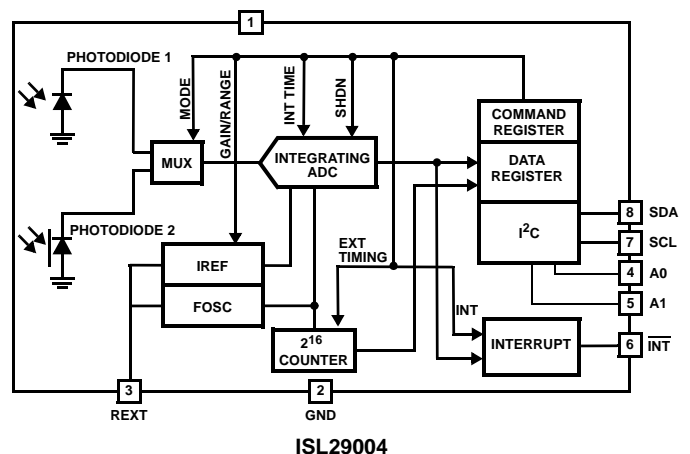 1
PHOTODIODE 1
MODE
GAIN/RANGE
INT TIME
SHDN
COMMAND
REGISTER
MUX
INTEGRATING
ADC
DATA
REGISTER
PHOTODIODE 2
I²C
8 SDA
7 SCL
4 A0
5 A1
IREF
FOSC
EXT
TIMING
INT
2¹⁶
COUNTER
INTERRUPT
6 I̅N̅T̅
3
REXT
2
GND
ISL29004